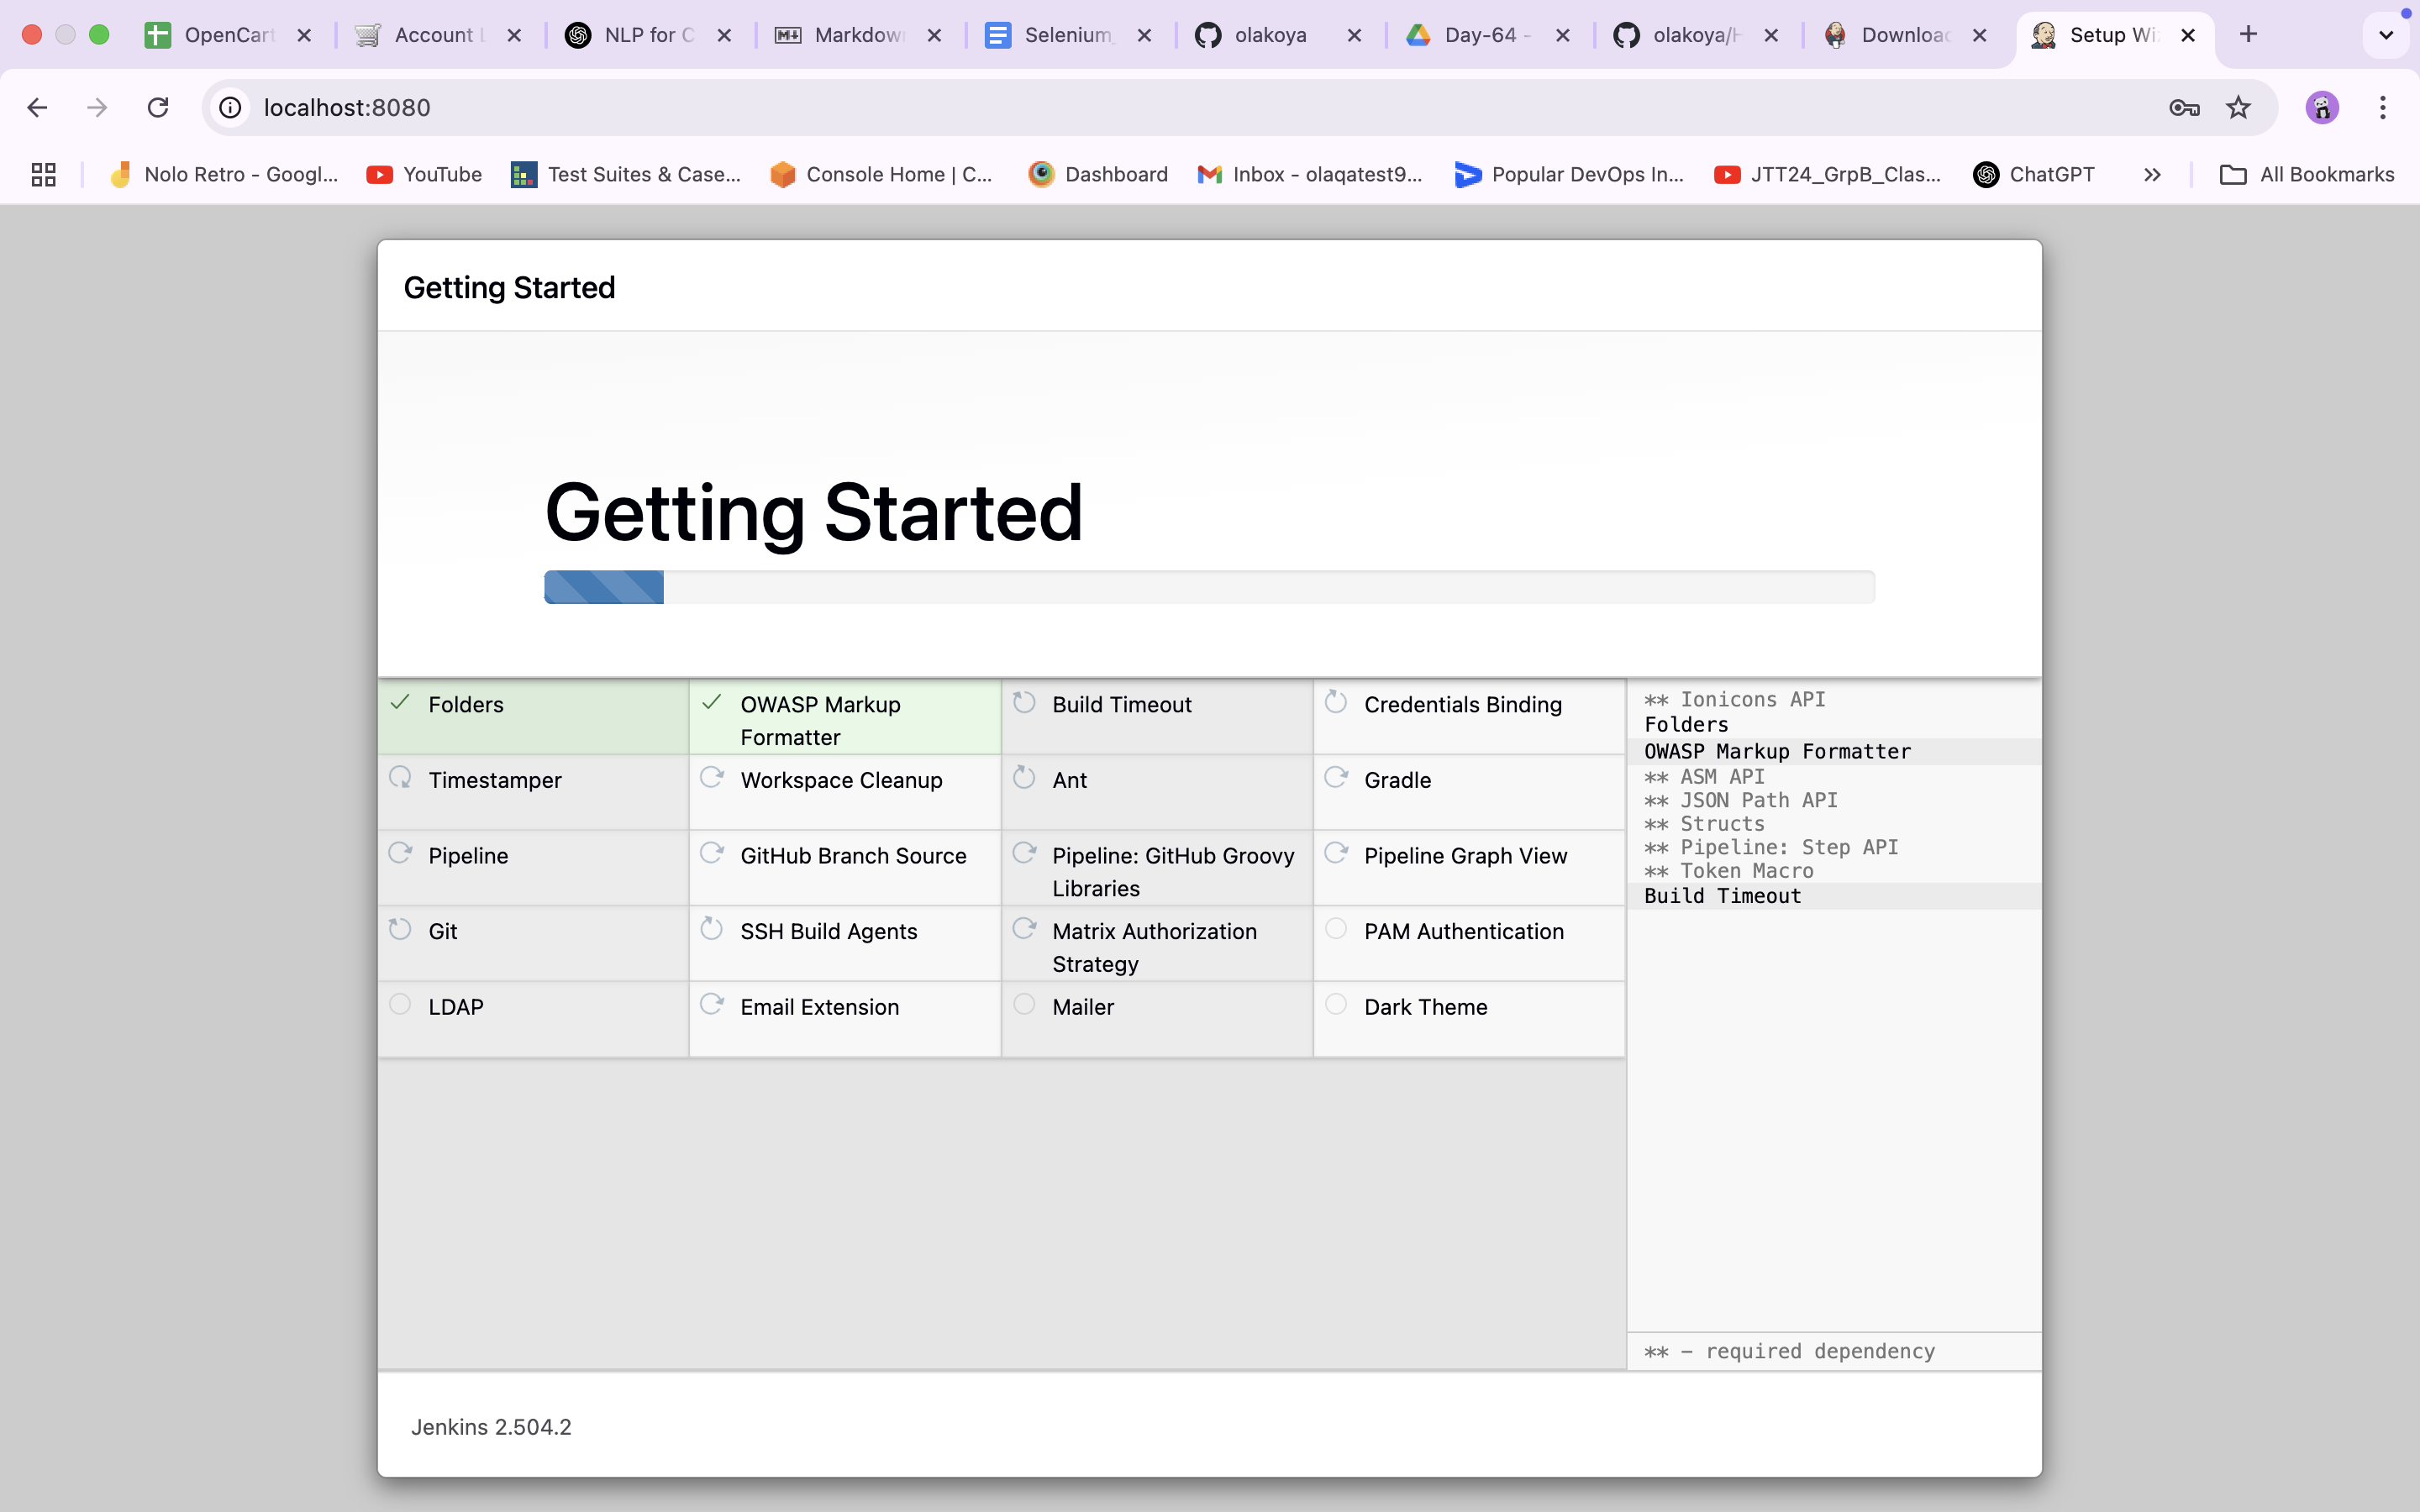 OpenCart
Account L
NLP for C
Markdow
Selenium_
olakoya
Day-64 -
olakoya/H
Downloac
Setup Wi
localhost:8080
Nolo Retro - Googl...
YouTube
Test Suites & Case...
Console Home | C...
Dashboard
Inbox - olaqatest9...
Popular DevOps In...
JTT24_GrpB_Clas...
ChatGPT
All Bookmarks
Getting Started
Getting Started
Folders
OWASP Markup
Formatter
Build Timeout
Credentials Binding
Timestamper
Workspace Cleanup
Ant
Gradle
Pipeline
GitHub Branch Source
Pipeline: GitHub Groovy
Libraries
Pipeline Graph View
Git
SSH Build Agents
Matrix Authorization
Strategy
PAM Authentication
LDAP
Email Extension
Mailer
Dark Theme
** Ionicons API
Folders
OWASP Markup Formatter
** ASM API
** JSON Path API
** Structs
** Pipeline: Step API
** Token Macro
Build Timeout
** - required dependency
Jenkins 2.504.2